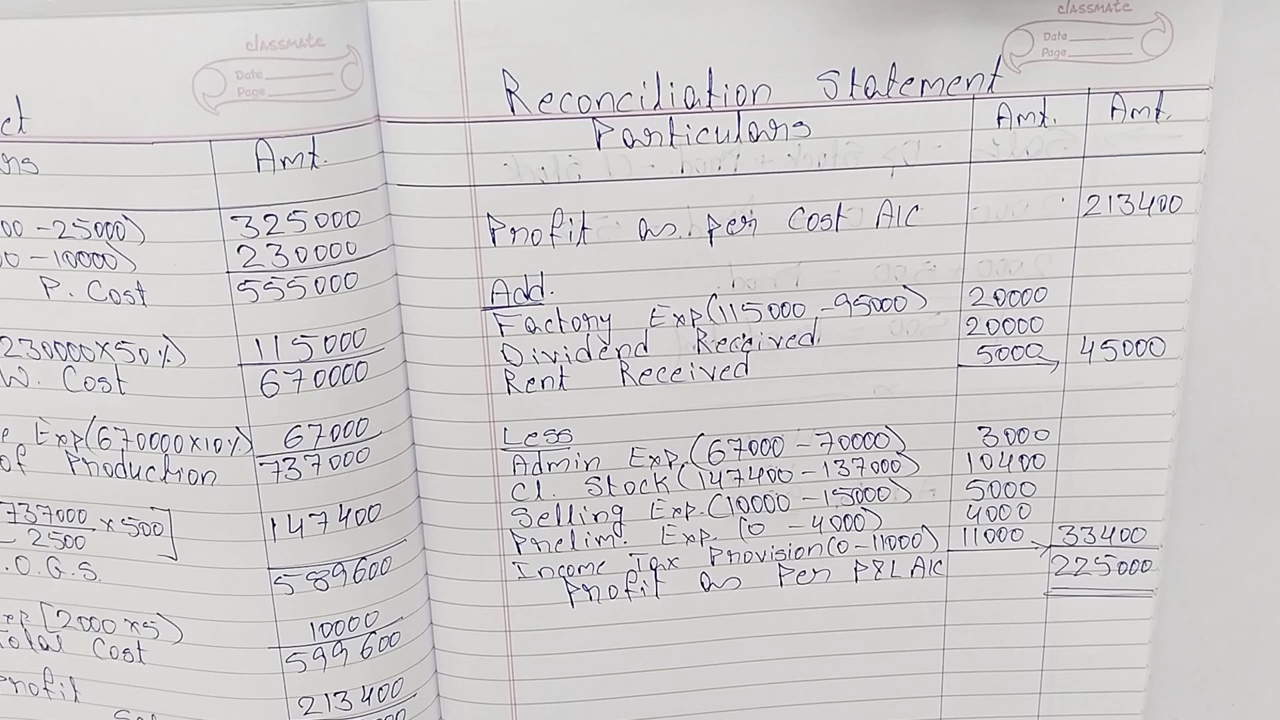 classmate
Date
Page
ct
Amt.
00 - 25000) 325000
00 - 10000) 230000
P. Cost 555000
230000 x 50%) 115000
W. Cost 670000
Exp (670000 x 10%) 67000
of Production 737000
737000 x 500] 147400
2500
.O.G.S. 589600
[2000 x 5) 10000
Total Cost 599600
Profit 213400
classmate
Date
Page
Reconciliation Statement
Particulars Amt. Amt.
Profit as per Cost A/C 213400
Add.
Factory Exp (115000 - 95000) 20000
Dividend Received 20000
Rent Received 5000 45000
Less
Admin Exp. (67000 - 70000) 3000
Cl. Stock (147400 - 137000) 10400
Selling Exp. (10000 - 15000) 5000
Prelim. Exp. (0 - 4000) 4000
Income Tax Provision (0 - 11000) 11000 33400
Profit as Per P&L A/C 225000